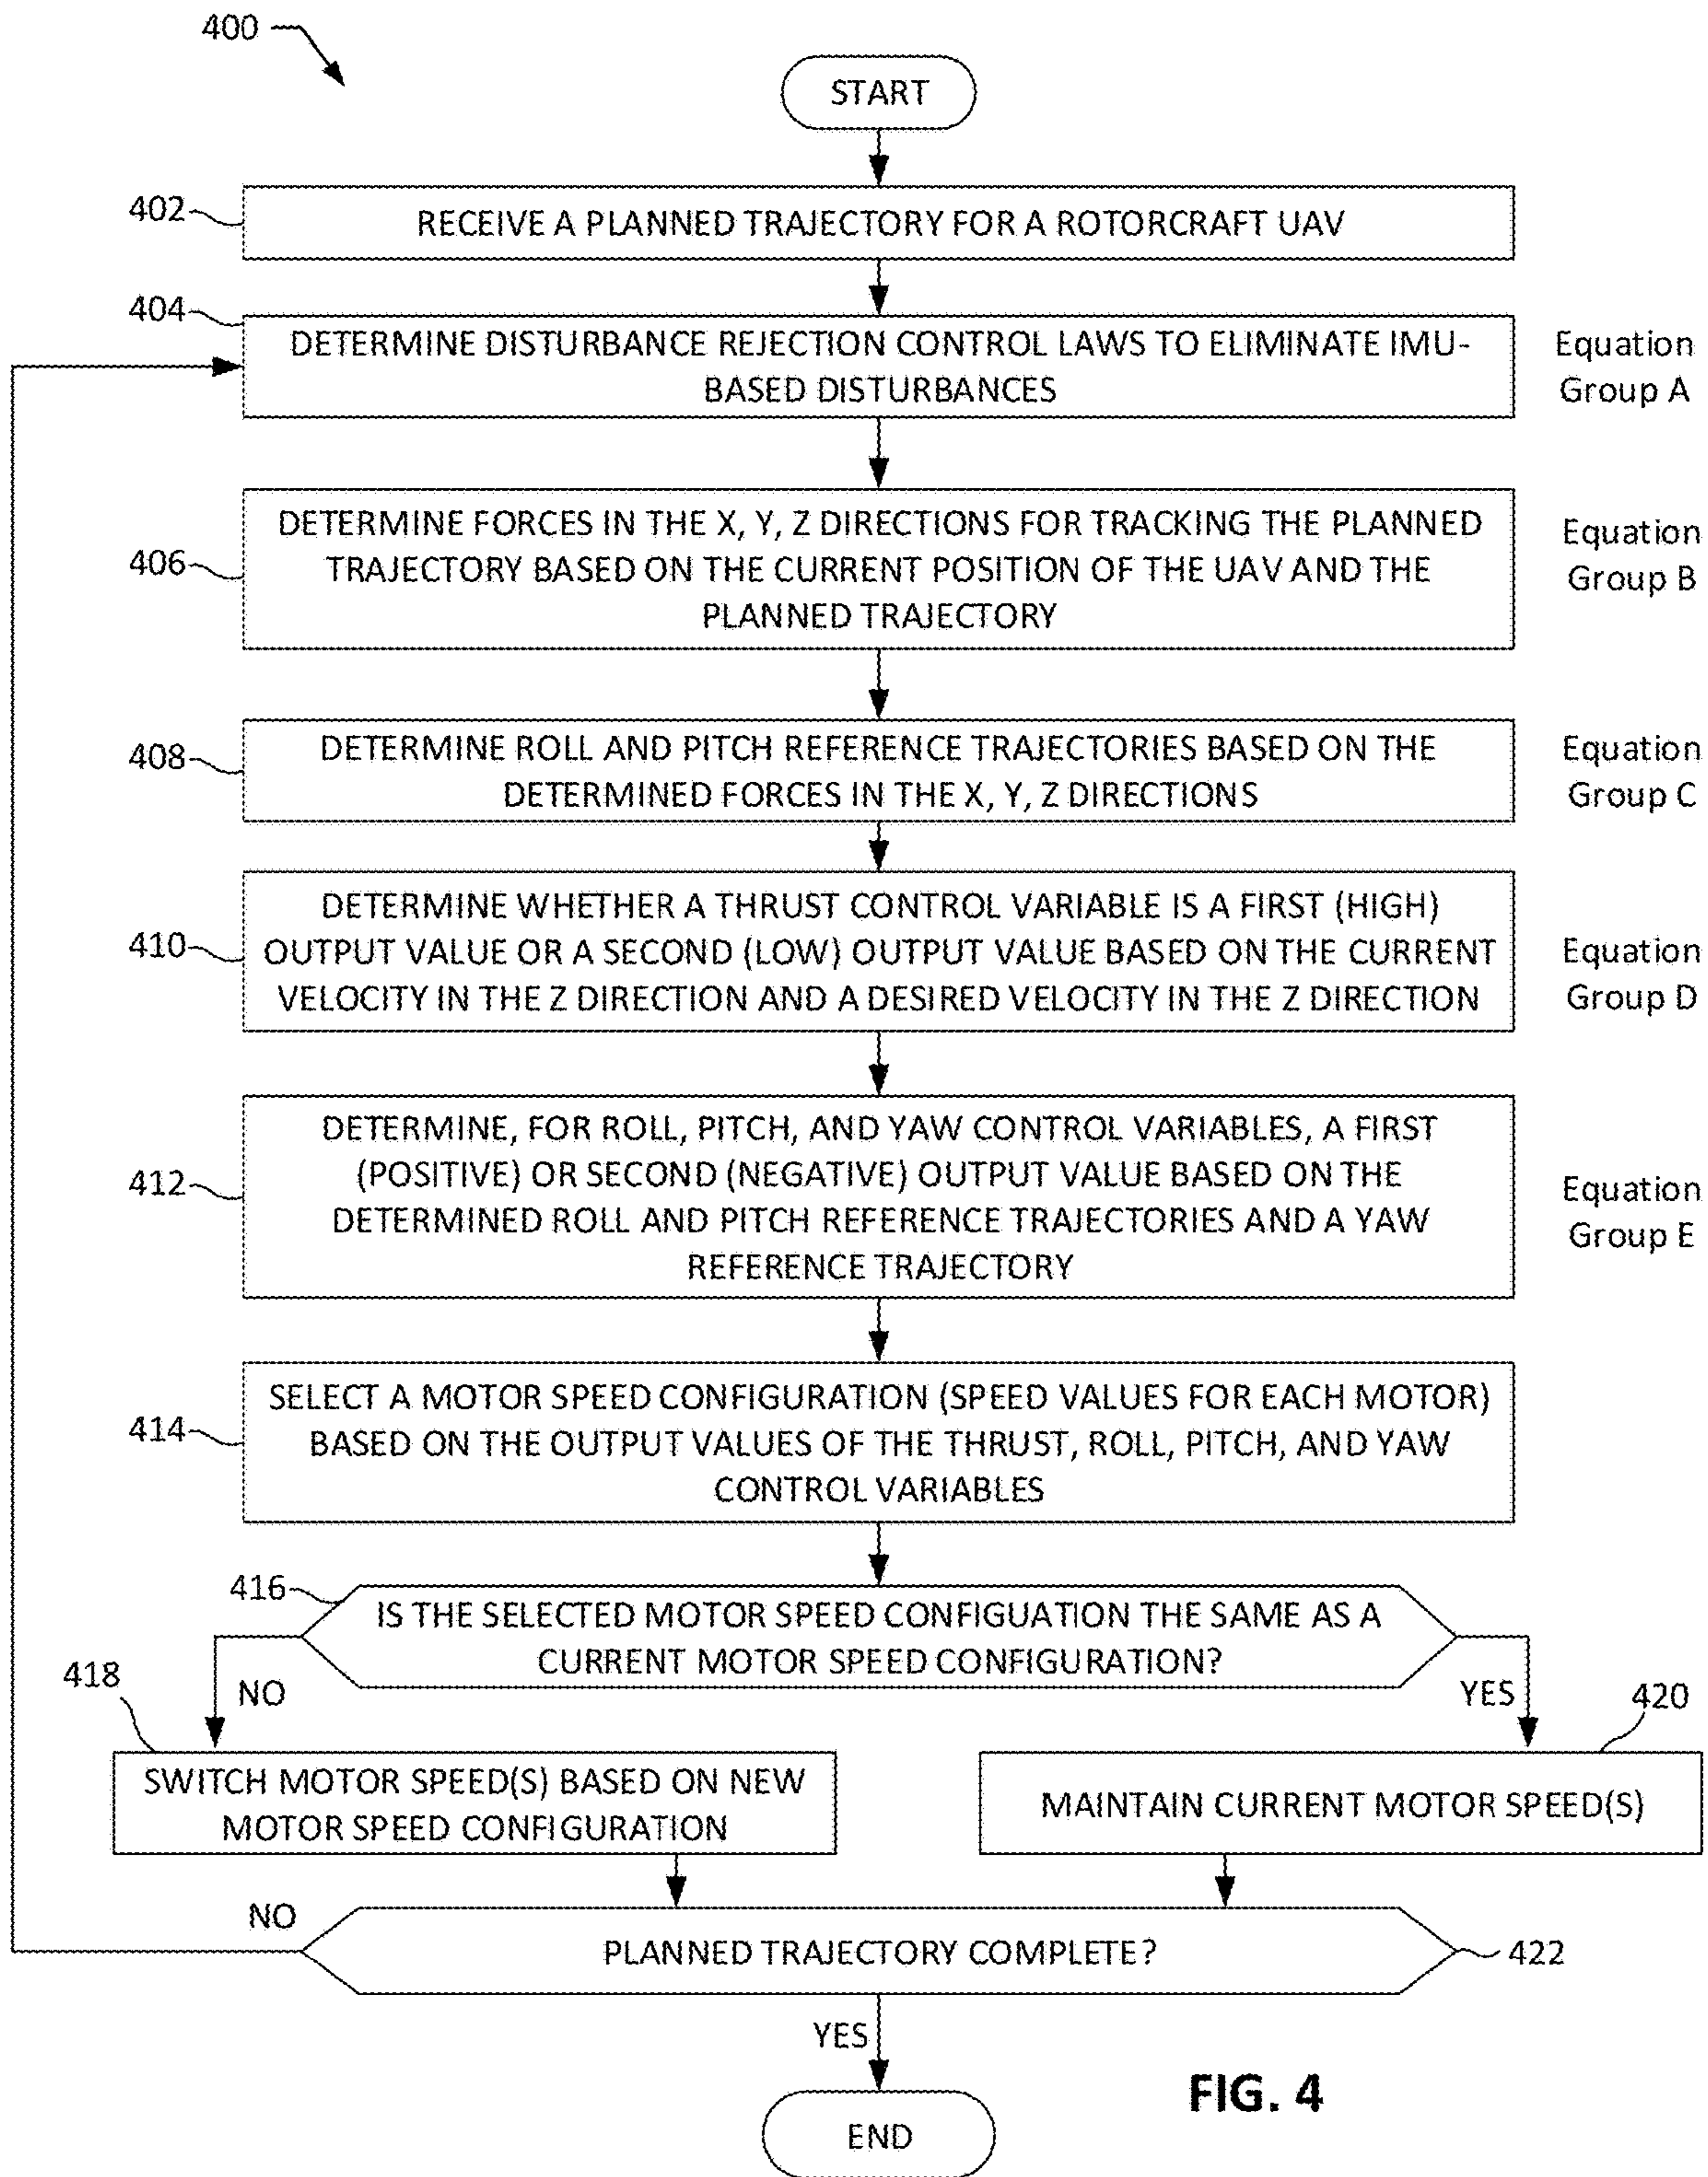 400
START
402
RECEIVE A PLANNED TRAJECTORY FOR A ROTORCRAFT UAV
404
DETERMINE DISTURBANCE REJECTION CONTROL LAWS TO ELIMINATE IMU-
BASED DISTURBANCES
Equation
Group A
406
DETERMINE FORCES IN THE X, Y, Z DIRECTIONS FOR TRACKING THE PLANNED
TRAJECTORY BASED ON THE CURRENT POSITION OF THE UAV AND THE
PLANNED TRAJECTORY
Equation
Group B
408
DETERMINE ROLL AND PITCH REFERENCE TRAJECTORIES BASED ON THE
DETERMINED FORCES IN THE X, Y, Z DIRECTIONS
Equation
Group C
410
DETERMINE WHETHER A THRUST CONTROL VARIABLE IS A FIRST (HIGH)
OUTPUT VALUE OR A SECOND (LOW) OUTPUT VALUE BASED ON THE CURRENT
VELOCITY IN THE Z DIRECTION AND A DESIRED VELOCITY IN THE Z DIRECTION
Equation
Group D
412
DETERMINE, FOR ROLL, PITCH, AND YAW CONTROL VARIABLES, A FIRST
(POSITIVE) OR SECOND (NEGATIVE) OUTPUT VALUE BASED ON THE
DETERMINED ROLL AND PITCH REFERENCE TRAJECTORIES AND A YAW
REFERENCE TRAJECTORY
Equation
Group E
414
SELECT A MOTOR SPEED CONFIGURATION (SPEED VALUES FOR EACH MOTOR)
BASED ON THE OUTPUT VALUES OF THE THRUST, ROLL, PITCH, AND YAW
CONTROL VARIABLES
416
IS THE SELECTED MOTOR SPEED CONFIGUATION THE SAME AS A
CURRENT MOTOR SPEED CONFIGURATION?
418
NO
YES
420
SWITCH MOTOR SPEED(S) BASED ON NEW
MOTOR SPEED CONFIGURATION
MAINTAIN CURRENT MOTOR SPEED(S)
NO
PLANNED TRAJECTORY COMPLETE?
422
YES
END
FIG. 4